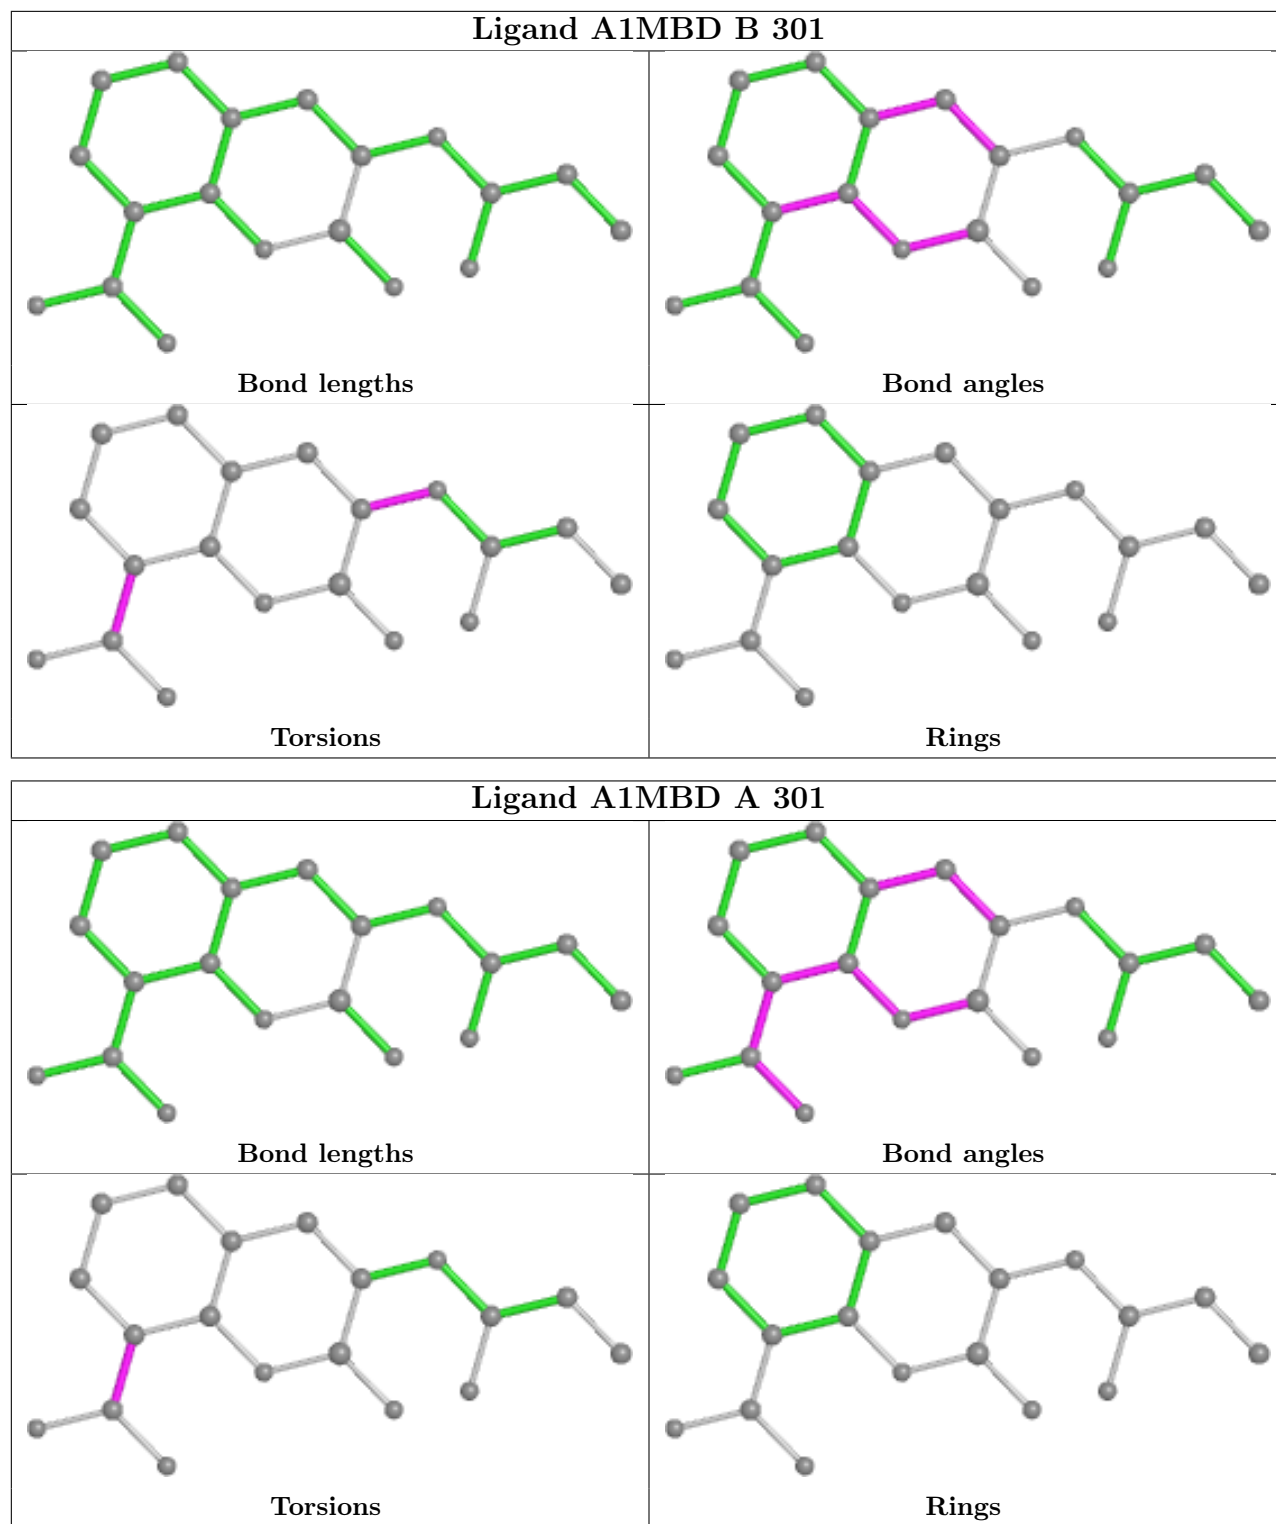 Ligand A1MBD B 301
Bond lengths
Bond angles
Torsions
Rings
Ligand A1MBD A 301
Bond lengths
Bond angles
Torsions
Rings